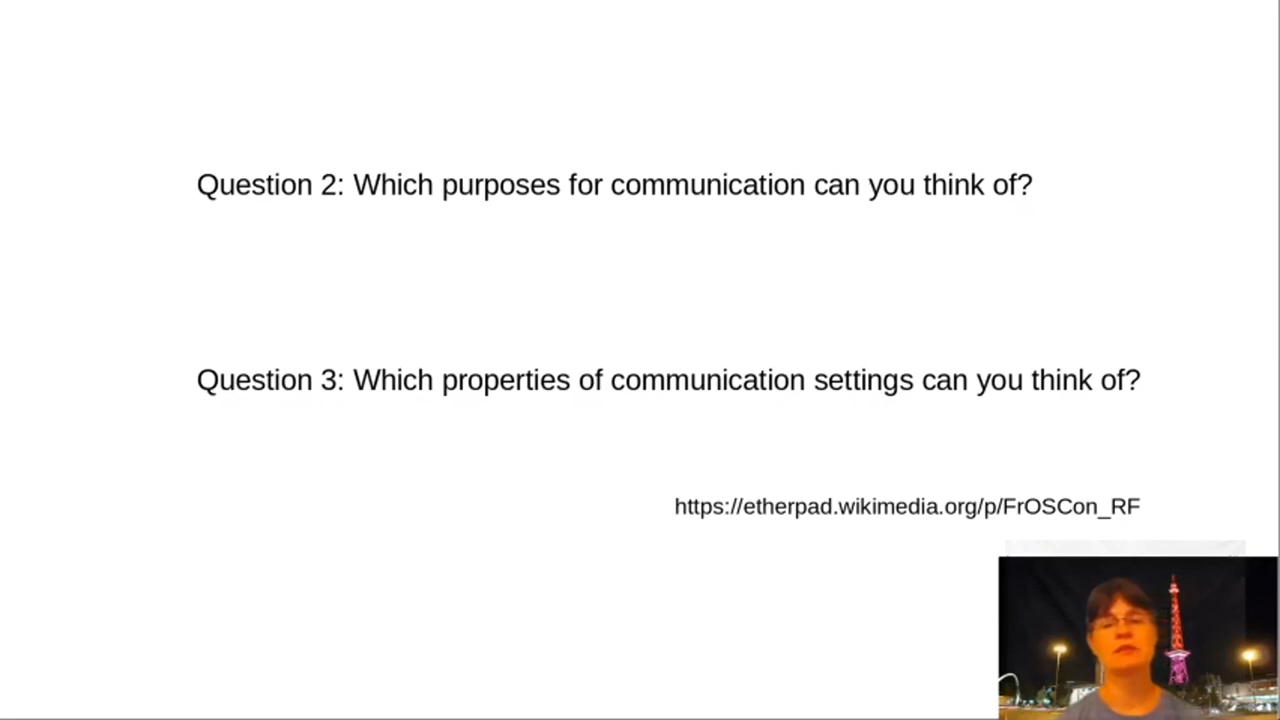 Question 2: Which purposes for communication can you think of?
Question 3: Which properties of communication settings can you think of?
https://etherpad.wikimedia.org/p/FrOSCon_RF